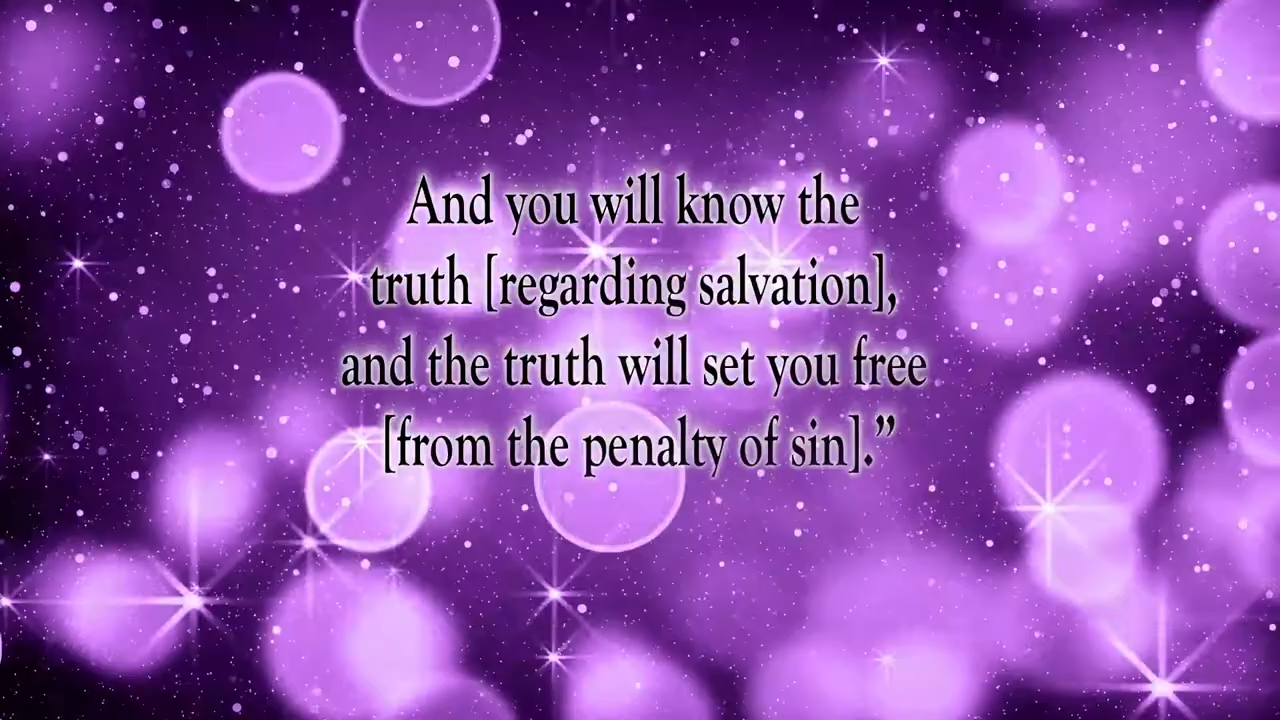 And you will know the
truth [regarding salvation],
and the truth will set you free
[from the penalty of sin].”